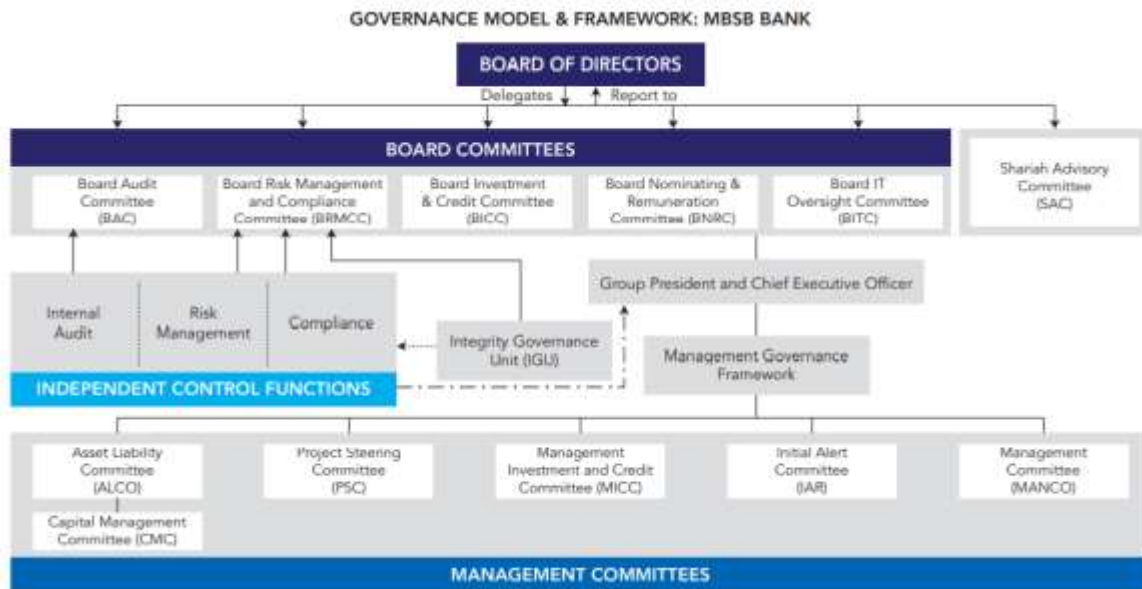 GOVERNANCE MODEL & FRAMEWORK: MBSB BANK
BOARD OF DIRECTORS
Delegates
Report to
BOARD COMMITTEES
Board Audit
Committee
(BAC)
Board Risk Management
and Compliance
Committee (BRMCC)
Board Investment
& Credit Committee
(BICC)
Board Nominating &
Remuneration
Committee (BNRC)
Board IT
Oversight Committee
(BITC)
Shariah Advisory
Committee
(SAC)
Internal
Audit
Risk
Management
Compliance
INDEPENDENT CONTROL FUNCTIONS
Integrity Governance
Unit (IGU)
Group President and Chief Executive Officer
Management Governance
Framework
Asset Liability
Committee
(ALCO)
Capital Management
Committee (CMC)
Project Steering
Committee
(PSC)
Management
Investment and Credit
Committee (MICC)
Initial Alert
Committee
(IAR)
Management
Committee
(MANCO)
MANAGEMENT COMMITTEES